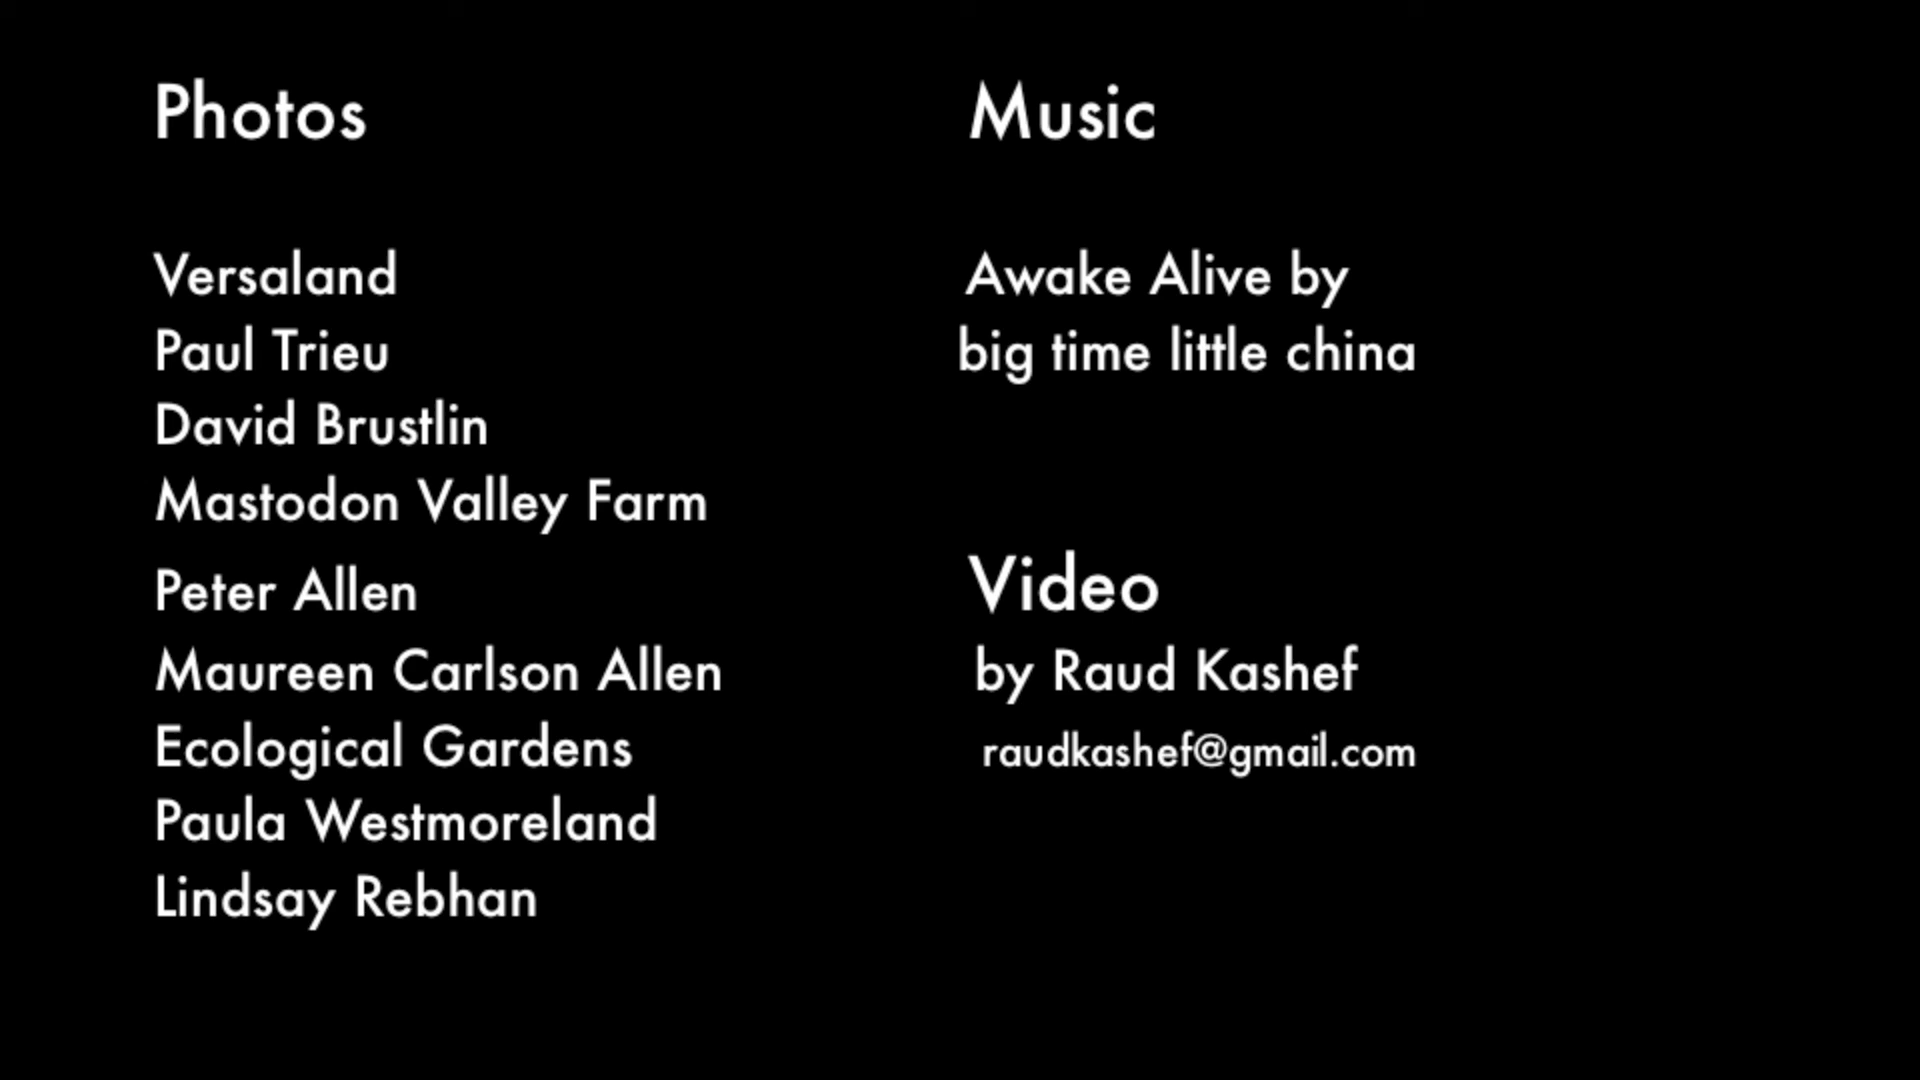 Photos
Versaland
Paul Trieu
David Brustlin
Mastodon Valley Farm
Peter Allen
Maureen Carlson Allen
Ecological Gardens
Paula Westmoreland
Lindsay Rebhan
Music
Awake Alive by
big time little china
Video
by Raud Kashef
raudkashef@gmail.com